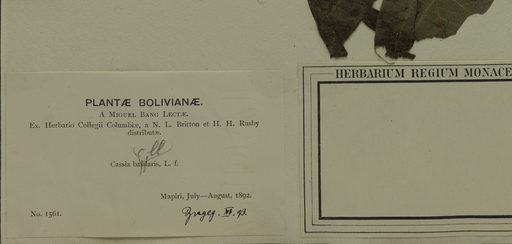 PLANTÆ BOLIVIANÆ.
A MIGUEL BANG LECTÆ.
Ex. Herbario Collegii Columbiæ, a N. L. Britton et H. H. Rusby
distributæ.
Cassia L. f.
Mapiri, July—August, 1892.
No. 1561.
HERBARIUM REGIUM MONACE